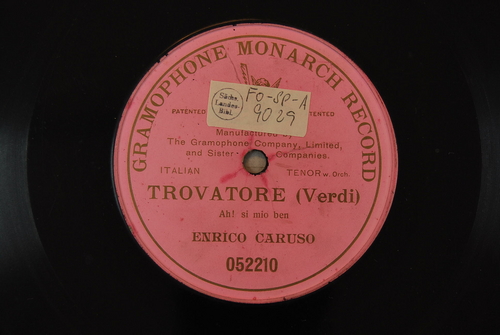 GRAMOPHONE MONARCH RECORD
Sächs.
Landes-
Bibl.
FO-SP-A
9029
PATENTED
Manufactured by
The Gramophone Company, Limited,
and Sister Companies.
ITALIAN
TENOR w. Orch.
TROVATORE (Verdi)
Ah! si mio ben
ENRICO CARUSO
052210